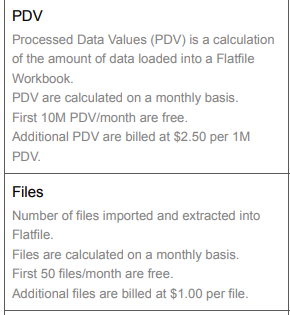 PDV
Processed Data Values (PDV) is a calculation
of the amount of data loaded into a Flatfile
Workbook.
PDV are calculated on a monthly basis.
First 10M PDV/month are free.
Additional PDV are billed at $2.50 per 1M
PDV.
Files
Number of files imported and extracted into
Flatfile.
Files are calculated on a monthly basis.
First 50 files/month are free.
Additional files are billed at $1.00 per file.